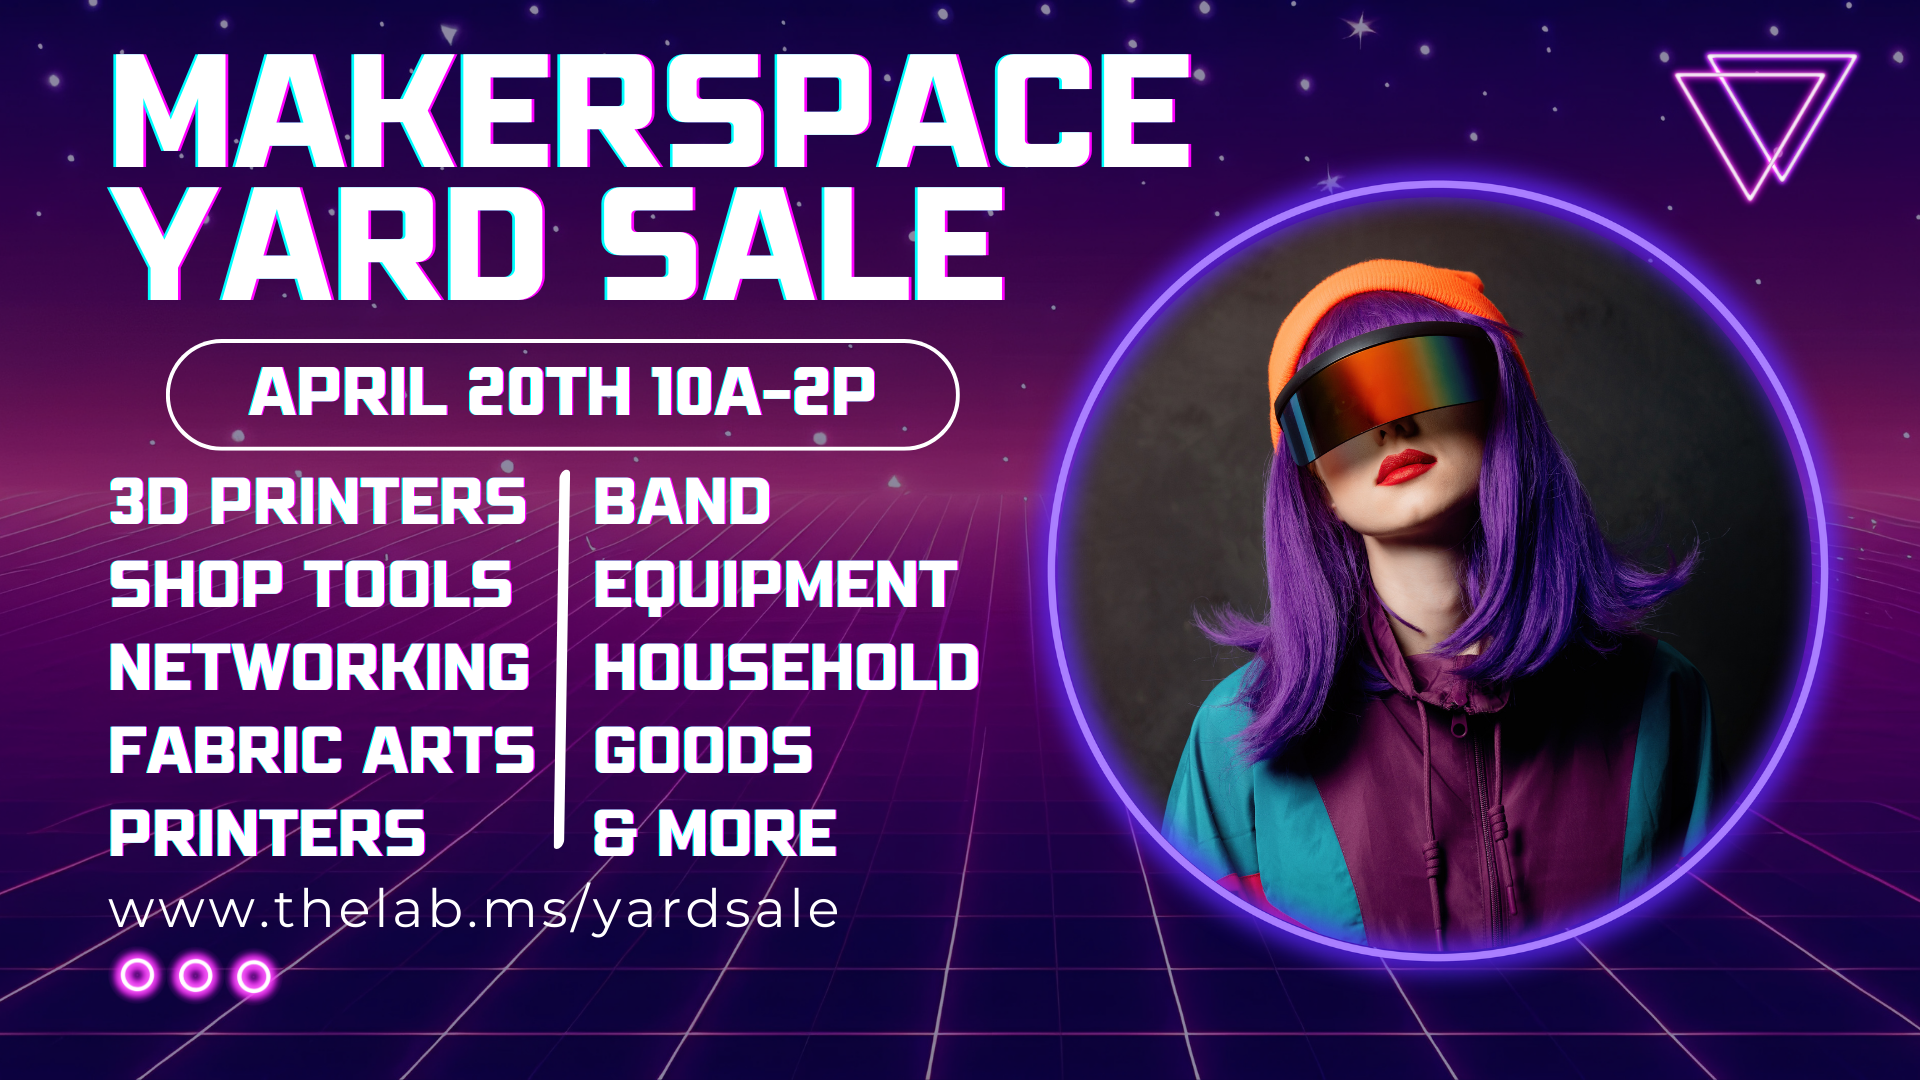 MAKERSPACE
YARD SALE
APRIL 20TH 10A-2P
3D PRINTERS
SHOP TOOLS
NETWORKING
FABRIC ARTS
PRINTERS
BAND
EQUIPMENT
HOUSEHOLD
GOODS
& MORE
www.thelab.ms/yardsale